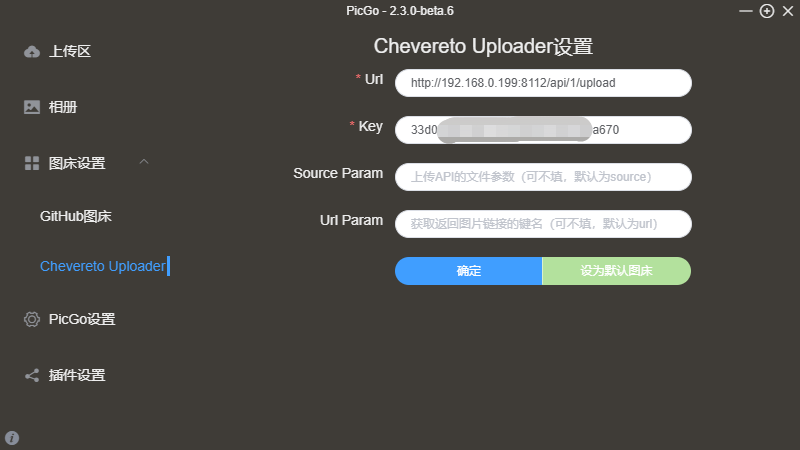 PicGo - 2.3.0-beta.6
上传区
相册
图床设置
GitHub图床
Chevereto Uploader
PicGo设置
插件设置
Chevereto Uploader设置
* Url
http://192.168.0.199:8112/api/1/upload
* Key
33d0 a670
Source Param
上传API的文件参数（可不填，默认为source）
Url Param
获取返回图片链接的键名（可不填，默认为url）
确定
设为默认图床